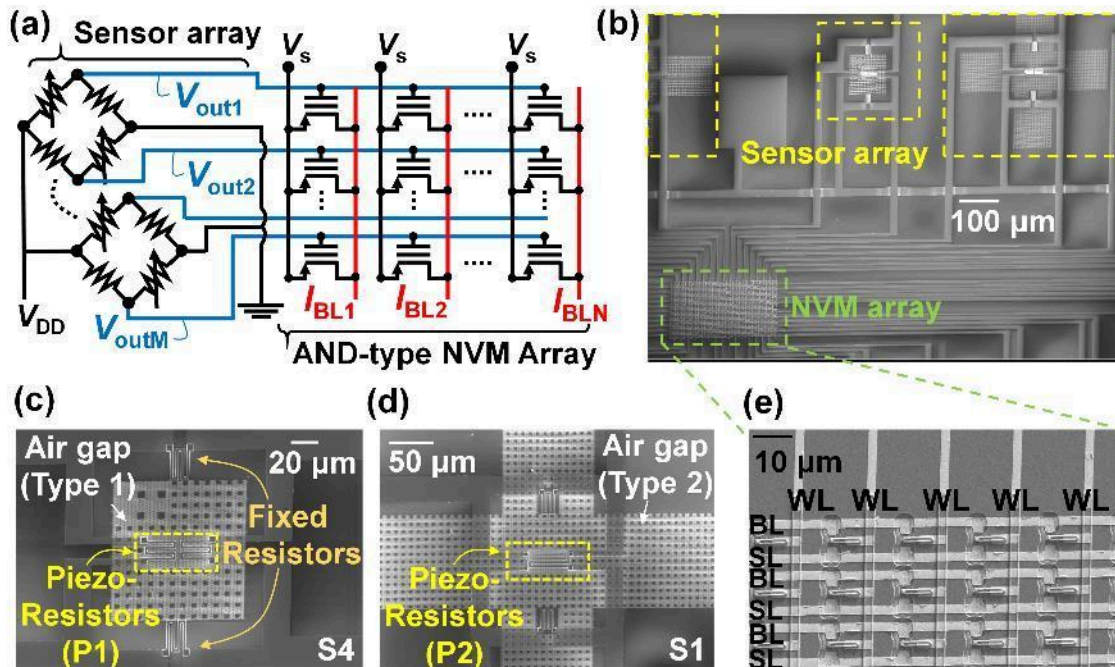 (a)
Sensor array
Vs Vs Vs
Vout1
Vout2
VDD
VoutM
IBL1 IBL2 IBLN
AND-type NVM Array
(b)
Sensor array
100 µm
NVM array
(c)
Air gap
(Type 1)
20 µm
Fixed
Resistors
Piezo-
Resistors
(P1)
S4
(d)
50 µm
Air gap
(Type 2)
Piezo-
Resistors
(P2)
S1
(e)
10 µm
WL WL WL WL WL
BL
SL
BL
SL
BL
SL